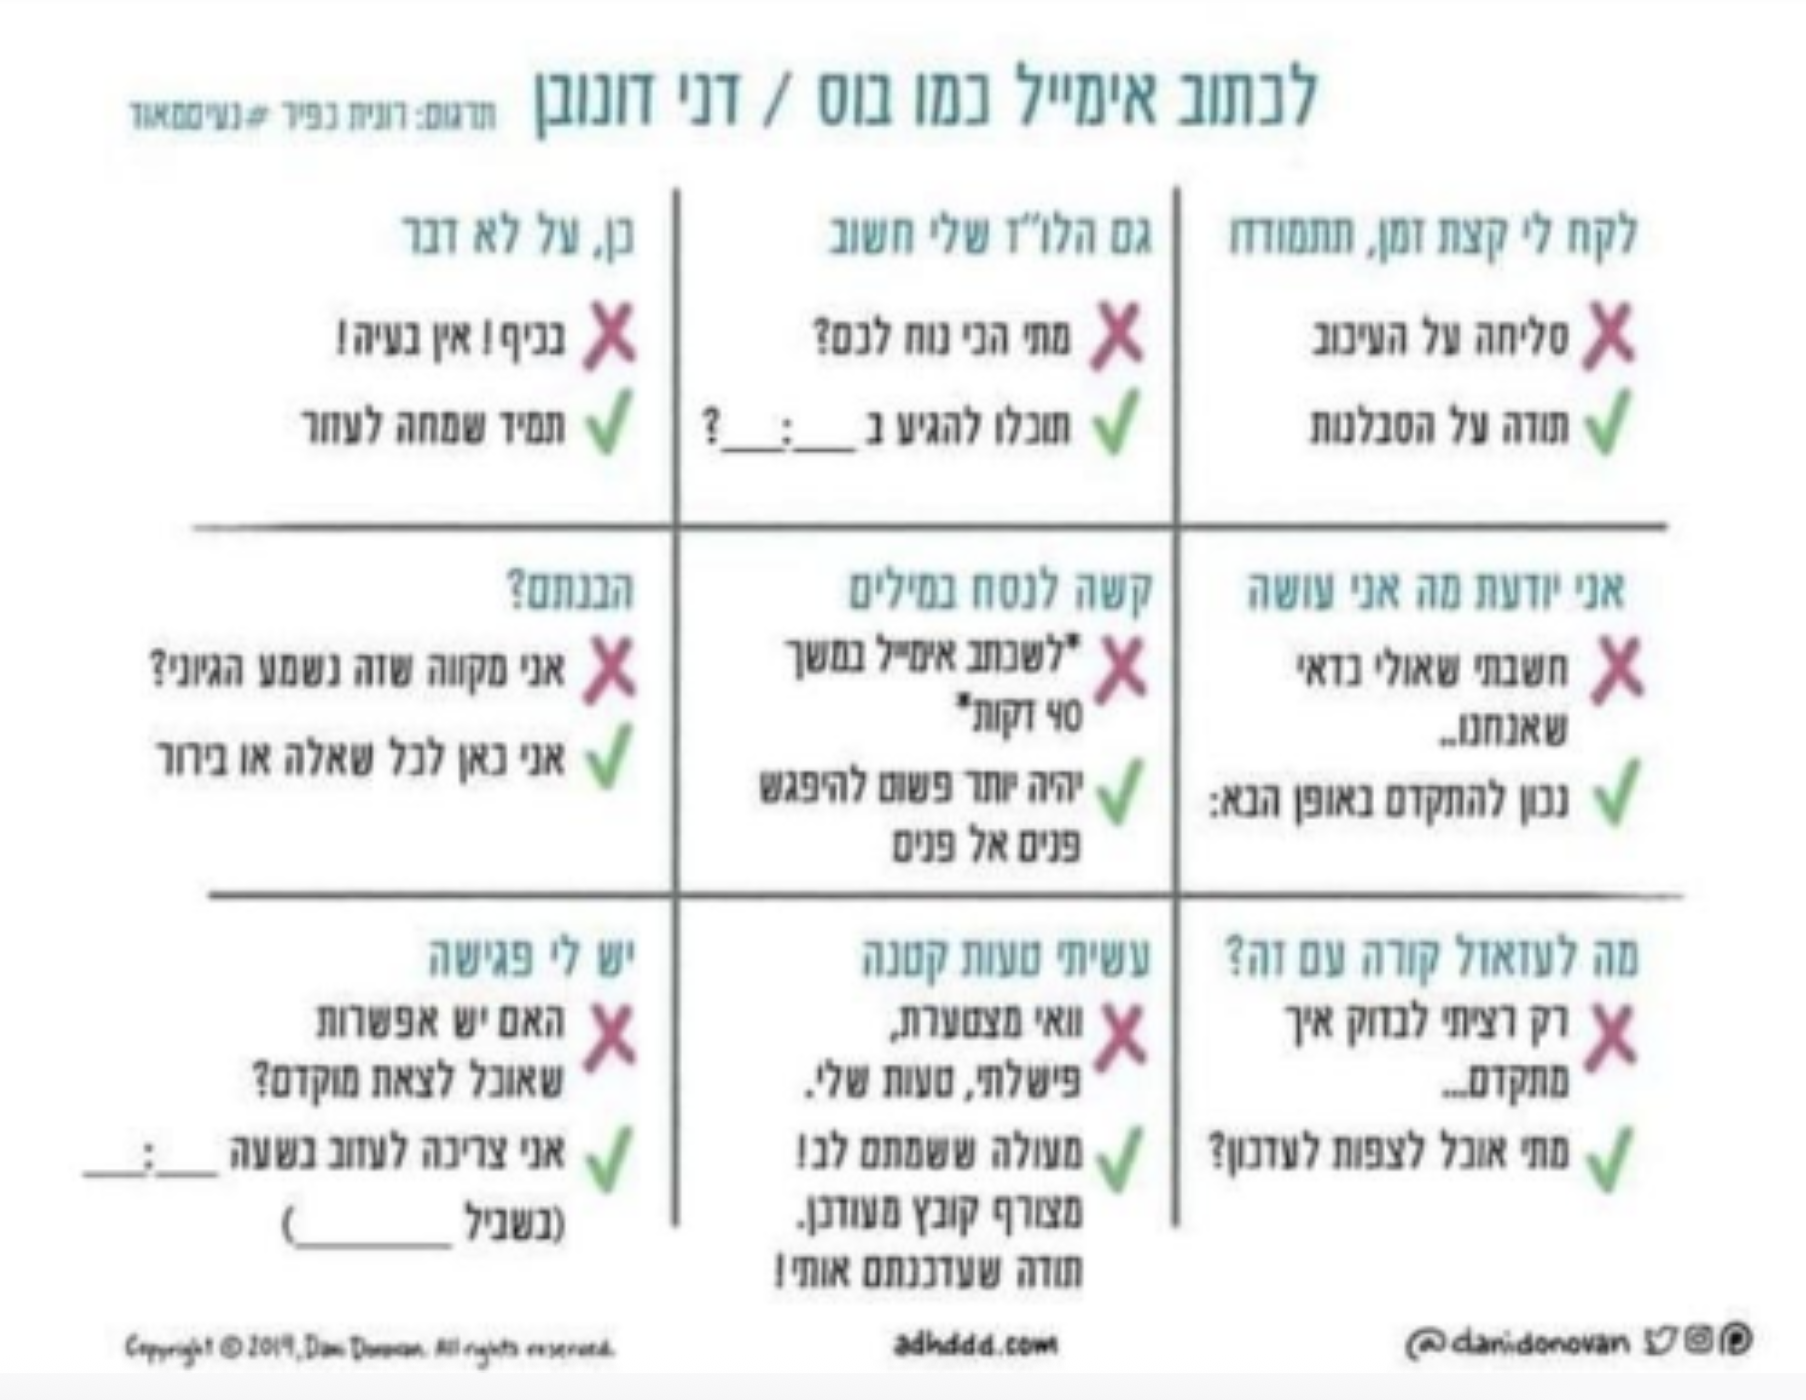 לכתוב אימייל כמו בוס / דני דונובן
תרגום: רונית כפיר #נעיםמאוד
לקח לי קצת זמן, תתמודדו
סליחה על העיכוב
תודה על הסבלנות
גם הלו"ז שלי חשוב
מתי הכי נוח לכם?
תוכלו להגיע ב ___:___?
כן, על לא דבר
בכיף! אין בעיה!
תמיד שמחה לעזור
אני יודעת מה אני עושה
חשבתי שאולי כדאי
שאנחנו..
נכון להתקדם באופן הבא:
קשה לנסח במילים
*לשכתב אימייל במשך
40 דקות*
יהיה יותר פשוט להיפגש
פנים אל פנים
הבנתם?
אני מקווה שזה נשמע הגיוני?
אני כאן לכל שאלה או בירור
מה לעזאזל קורה עם זה?
רק רציתי לבדוק איך
מתקדם...
מתי אוכל לצפות לעדכון?
עשיתי טעות קטנה
וואי מצטערת,
פישלתי, טעות שלי.
מעולה ששמתם לב!
מצורף קובץ מעודכן.
תודה שעדכנתם אותי!
יש לי פגישה
האם יש אפשרות
שאוכל לצאת מוקדם?
אני צריכה לעזוב בשעה ___:___
(בשביל _______)
Copyright © 2019, Dani Donovan. All rights reserved.
adhddd.com
@danidonovan